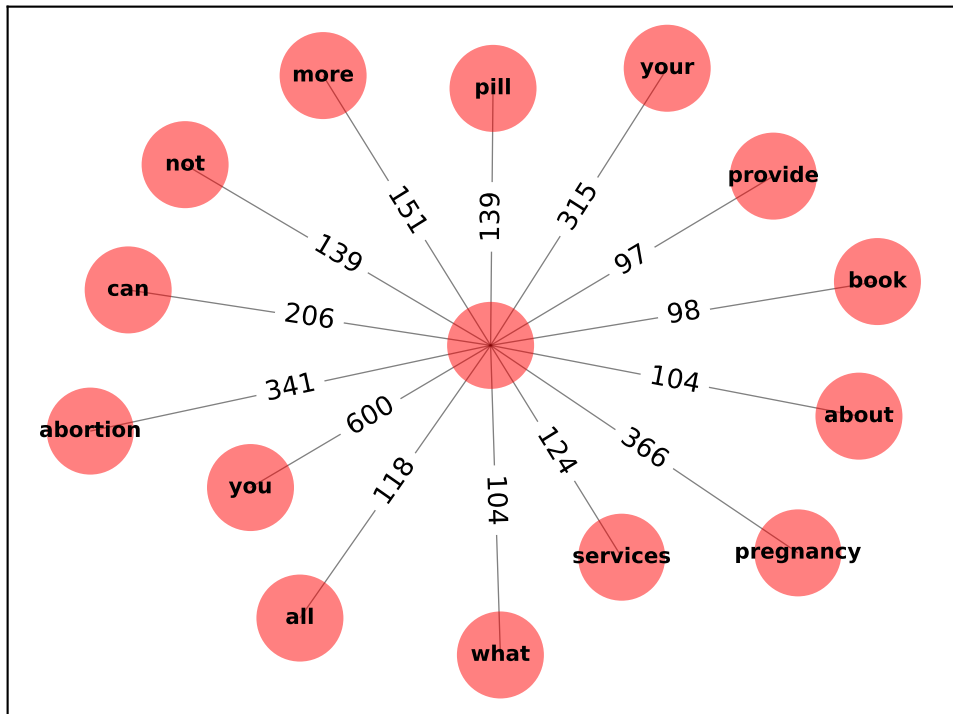 your
more
pill
not
provide
151
315
139
139
97
book
can
206
98
104
341
about
600
abortion
366
124
118
you
104
pregnancy
services
all
what